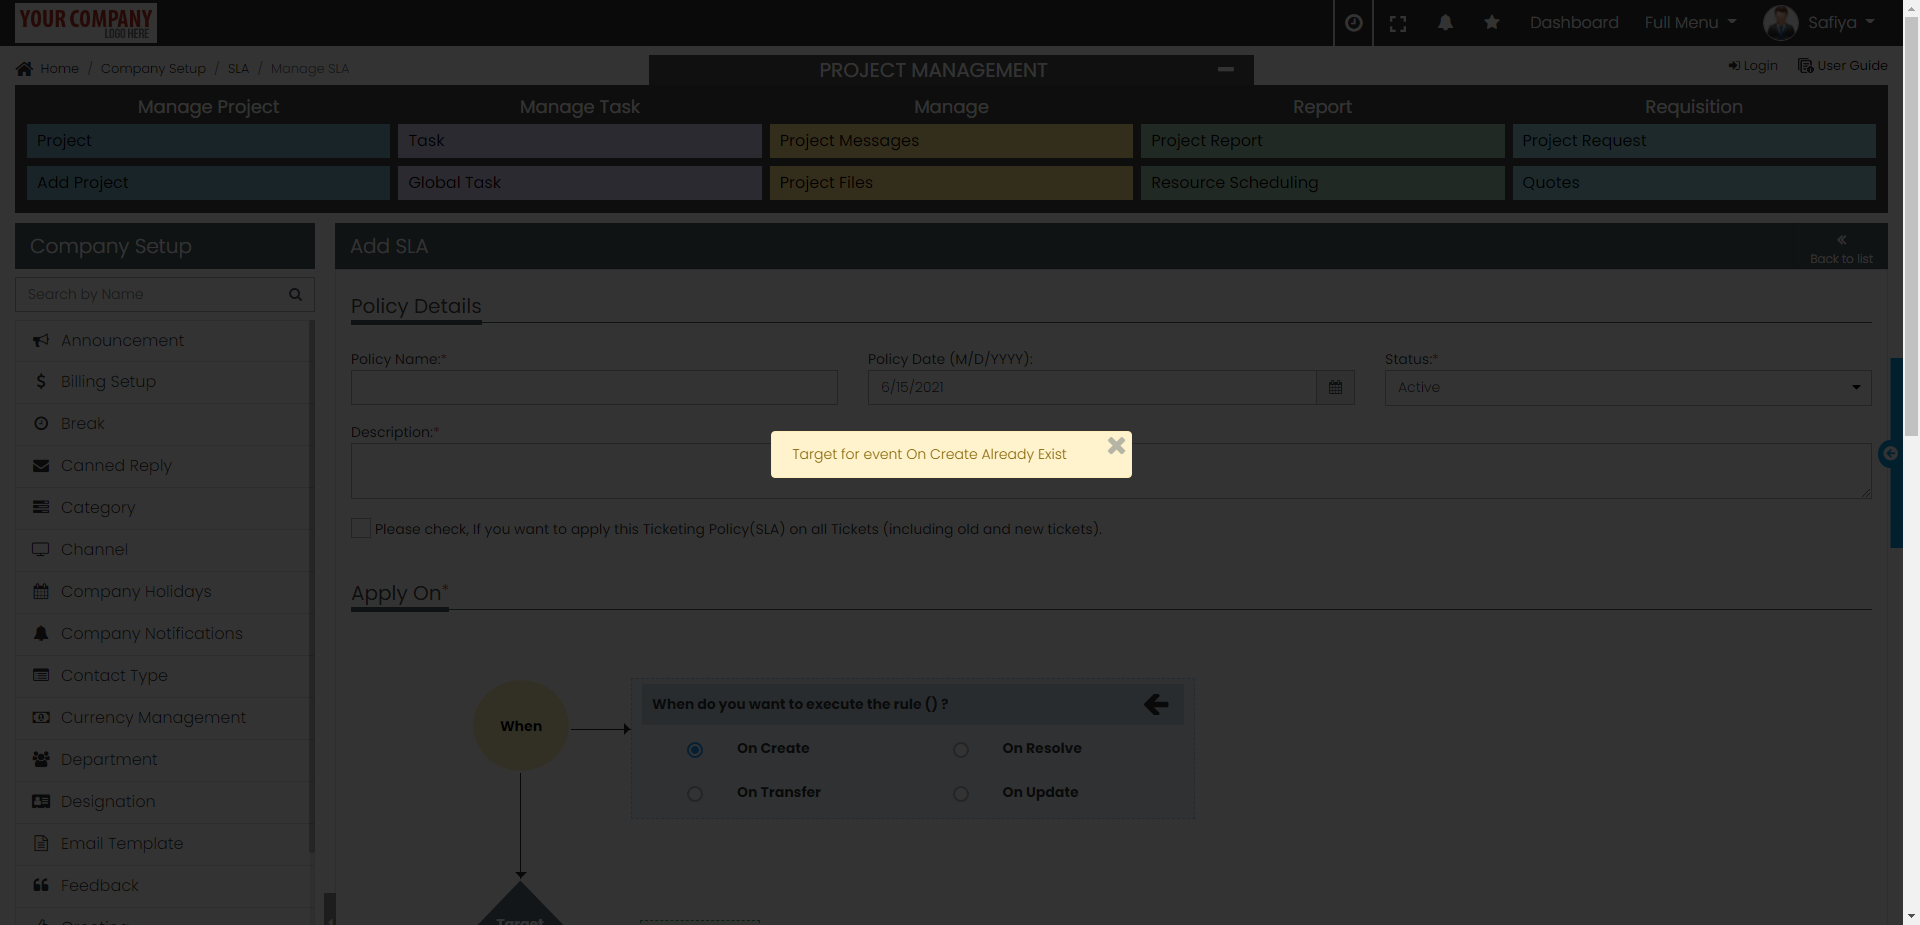 YOUR COMPANY
LOGO HERE
Dashboard
Full Menu
Safiya
Home / Company Setup / SLA / Manage SLA
PROJECT MANAGEMENT
Login
User Guide
Manage Project
Manage Task
Manage
Report
Requisition
Project
Task
Project Messages
Project Report
Project Request
Add Project
Global Task
Project Files
Resource Scheduling
Quotes
Company Setup
Search by Name
Announcement
Billing Setup
Break
Canned Reply
Category
Channel
Company Holidays
Company Notifications
Contact Type
Currency Management
Department
Designation
Email Template
Feedback
Add SLA
Back to list
Policy Details
Policy Name:*
Policy Date (M/D/YYYY):
6/15/2021
Status:*
Active
Description:*
Target for event On Create Already Exist
Please check, If you want to apply this Ticketing Policy(SLA) on all Tickets (including old and new tickets).
Apply On*
When
When do you want to execute the rule () ?
On Create
On Resolve
On Transfer
On Update
Target